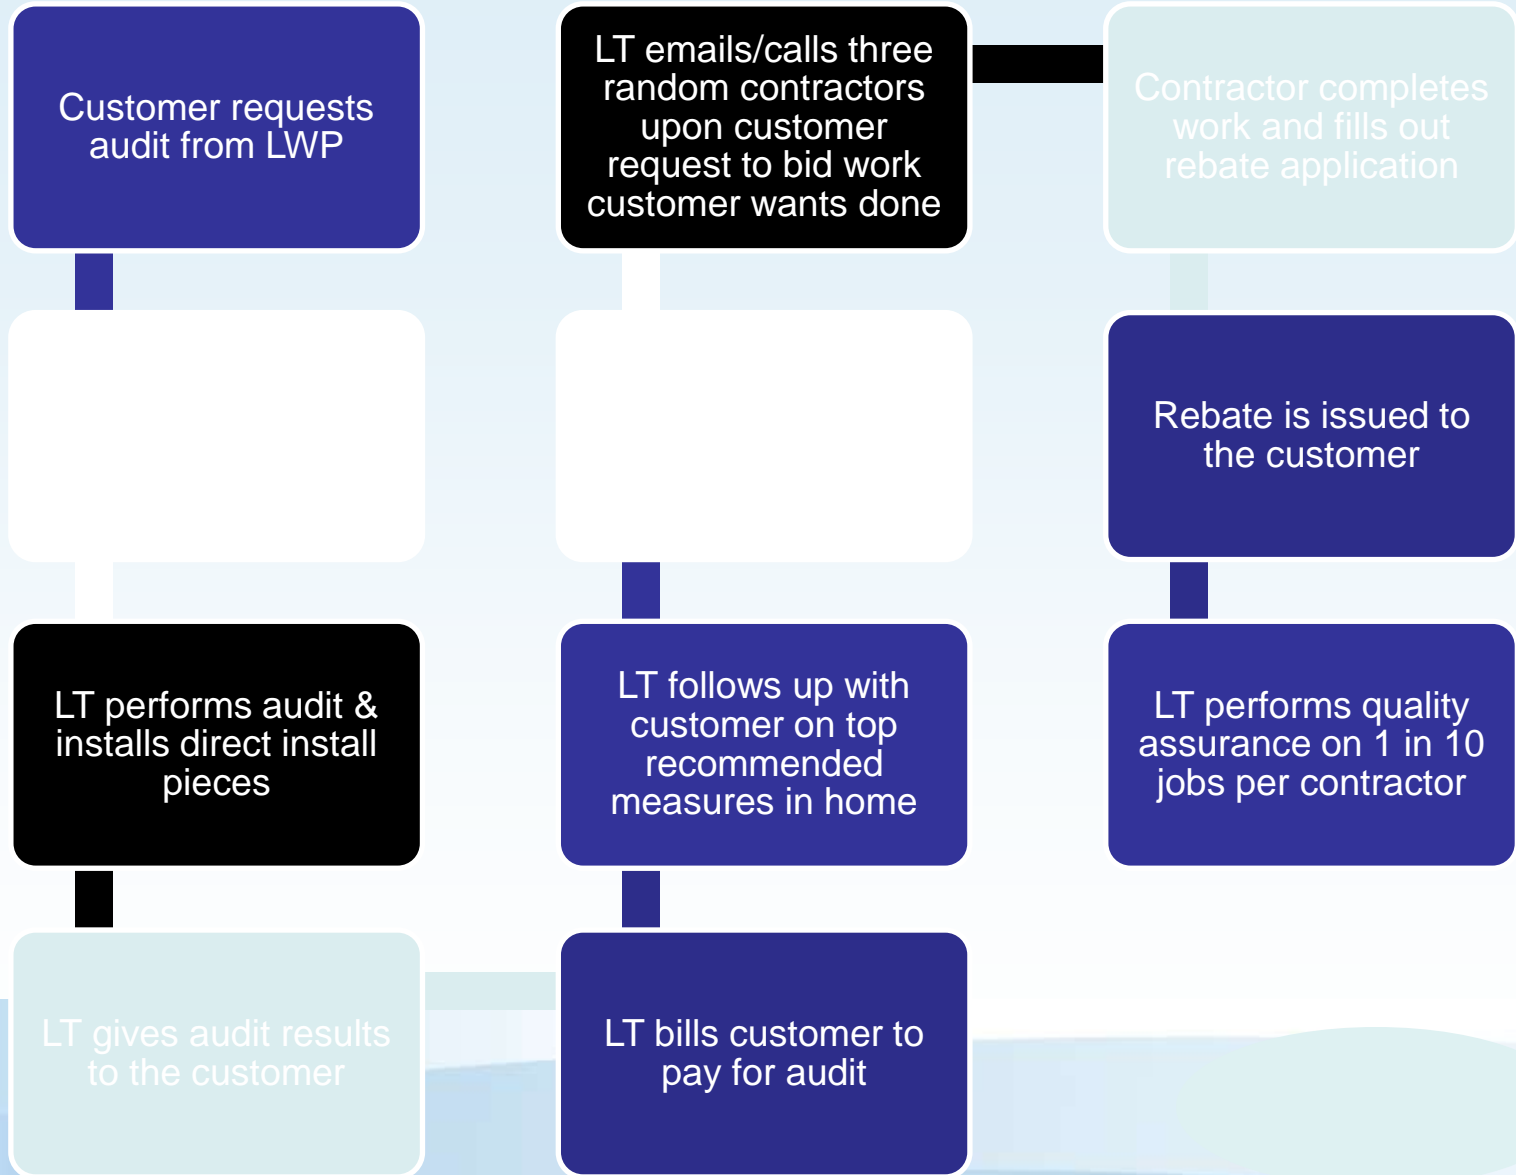 Customer requests
audit from LWP
LT performs audit &
installs direct install
pieces
LT gives audit results
to the customer
LT bills customer to
pay for audit
LT follows up with
customer on top
recommended
measures in home
LT emails/calls three
random contractors
upon customer
request to bid work
customer wants done
Contractor completes
work and fills out
rebate application
Rebate is issued to
the customer
LT performs quality
assurance on 1 in 10
jobs per contractor